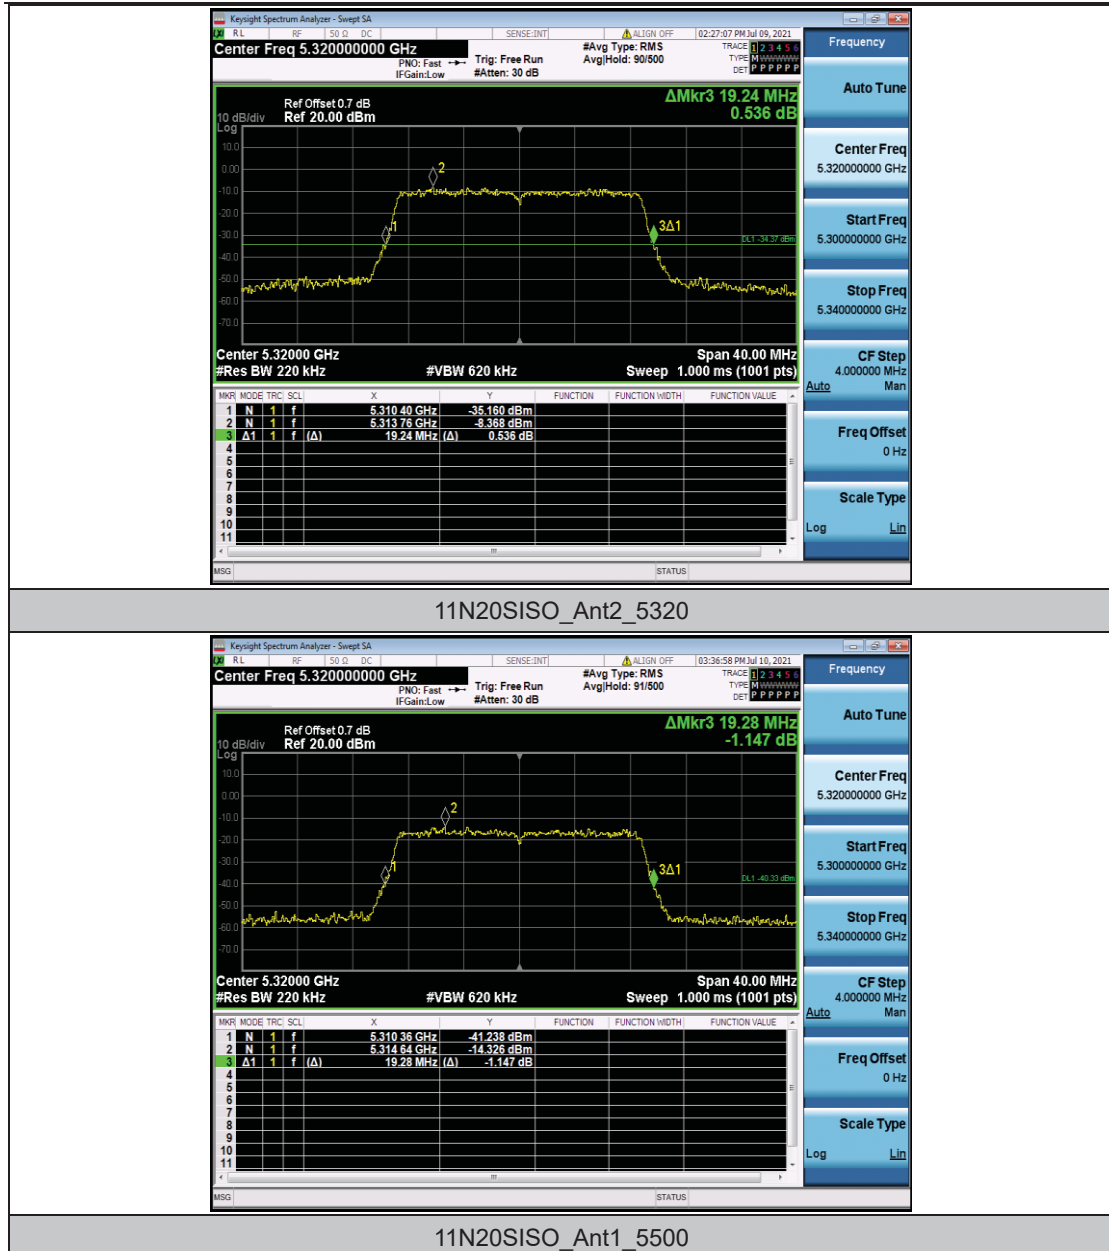 Keysight Spectrum Analyzer - Swept SA
LXI RL RF 50 Ω DC SENSE:INT ALIGN OFF 02:27:07 PM Jul 09, 2021
Center Freq 5.320000000 GHz #Avg Type: RMS TRACE 1 2 3 4 5 6
PNO: Fast Trig: Free Run Avg|Hold: 90/500 TYPE M WWWWW
IFGain:Low #Atten: 30 dB DET P P P P P P
ΔMkr3 19.24 MHz
Ref Offset 0.7 dB
10 dB/div Ref 20.00 dBm 0.536 dB
Log
10.0
0.00
2
-10.0
-20.0
1 3Δ1
-30.0 DL1 -34.37 dBm
-40.0
-50.0
-60.0
-70.0
Center 5.32000 GHz Span 40.00 MHz
#Res BW 220 kHz #VBW 620 kHz Sweep 1.000 ms (1001 pts)
MKR MODE TRC SCL X Y FUNCTION FUNCTION WIDTH FUNCTION VALUE
1 N 1 f 5.310 40 GHz -35.160 dBm
2 N 1 f 5.313 76 GHz -8.368 dBm
3 Δ1 1 f (Δ) 19.24 MHz (Δ) 0.536 dB
4
5
6
7
8
9
10
11
MSG STATUS
Frequency
Auto Tune
Center Freq
5.320000000 GHz
Start Freq
5.300000000 GHz
Stop Freq
5.340000000 GHz
CF Step
4.000000 MHz
Auto Man
Freq Offset
0 Hz
Scale Type
Log Lin
11N20SISO_Ant2_5320
Keysight Spectrum Analyzer - Swept SA
LXI RL RF 50 Ω DC SENSE:INT ALIGN OFF 03:36:58 PM Jul 10, 2021
Center Freq 5.320000000 GHz #Avg Type: RMS TRACE 1 2 3 4 5 6
PNO: Fast Trig: Free Run Avg|Hold: 91/500 TYPE M WWWWW
IFGain:Low #Atten: 30 dB DET P P P P P P
ΔMkr3 19.28 MHz
Ref Offset 0.7 dB
10 dB/div Ref 20.00 dBm -1.147 dB
Log
10.0
0.00
2
-10.0
-20.0
-30.0
1 3Δ1
DL1 -40.33 dBm
-40.0
-50.0
-60.0
-70.0
Center 5.32000 GHz Span 40.00 MHz
#Res BW 220 kHz #VBW 620 kHz Sweep 1.000 ms (1001 pts)
MKR MODE TRC SCL X Y FUNCTION FUNCTION WIDTH FUNCTION VALUE
1 N 1 f 5.310 36 GHz -41.238 dBm
2 N 1 f 5.314 64 GHz -14.326 dBm
3 Δ1 1 f (Δ) 19.28 MHz (Δ) -1.147 dB
4
5
6
7
8
9
10
11
MSG STATUS
Frequency
Auto Tune
Center Freq
5.320000000 GHz
Start Freq
5.300000000 GHz
Stop Freq
5.340000000 GHz
CF Step
4.000000 MHz
Auto Man
Freq Offset
0 Hz
Scale Type
Log Lin
11N20SISO_Ant1_5500